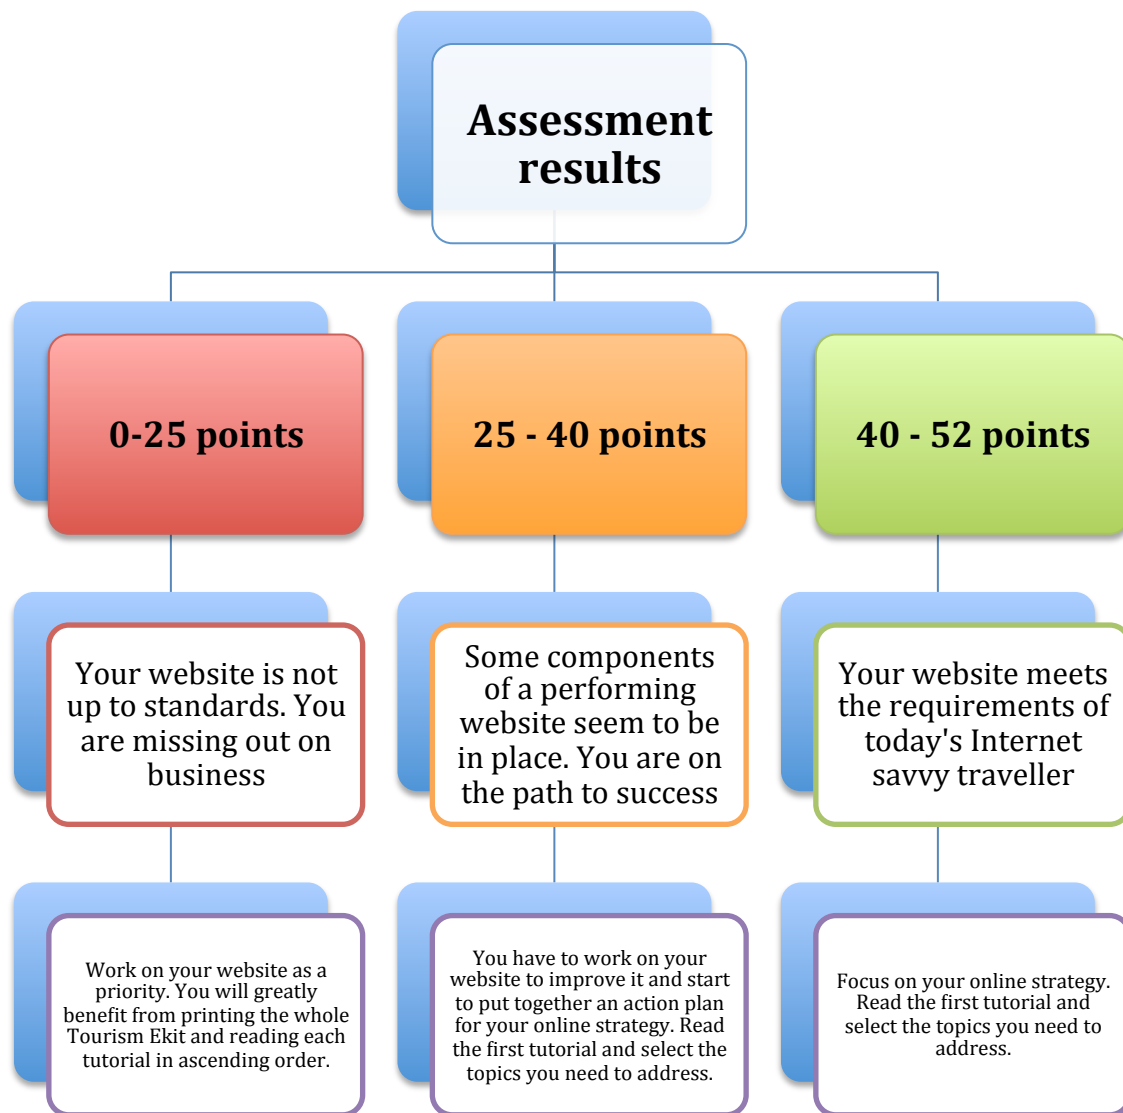 Assessment
results
0-25 points
25 - 40 points
40 - 52 points
Your website is not
up to standards. You
are missing out on
business
Some components
of a performing
website seem to be
in place. You are on
the path to success
Your website meets
the requirements of
today's Internet
savvy traveller
Work on your website as a
priority. You will greatly
benefit from printing the whole
Tourism Ekit and reading each
tutorial in ascending order.
You have to work on your
website to improve it and start
to put together an action plan
for your online strategy. Read
the first tutorial and select the
topics you need to address.
Focus on your online strategy.
Read the first tutorial and
select the topics you need to
address.